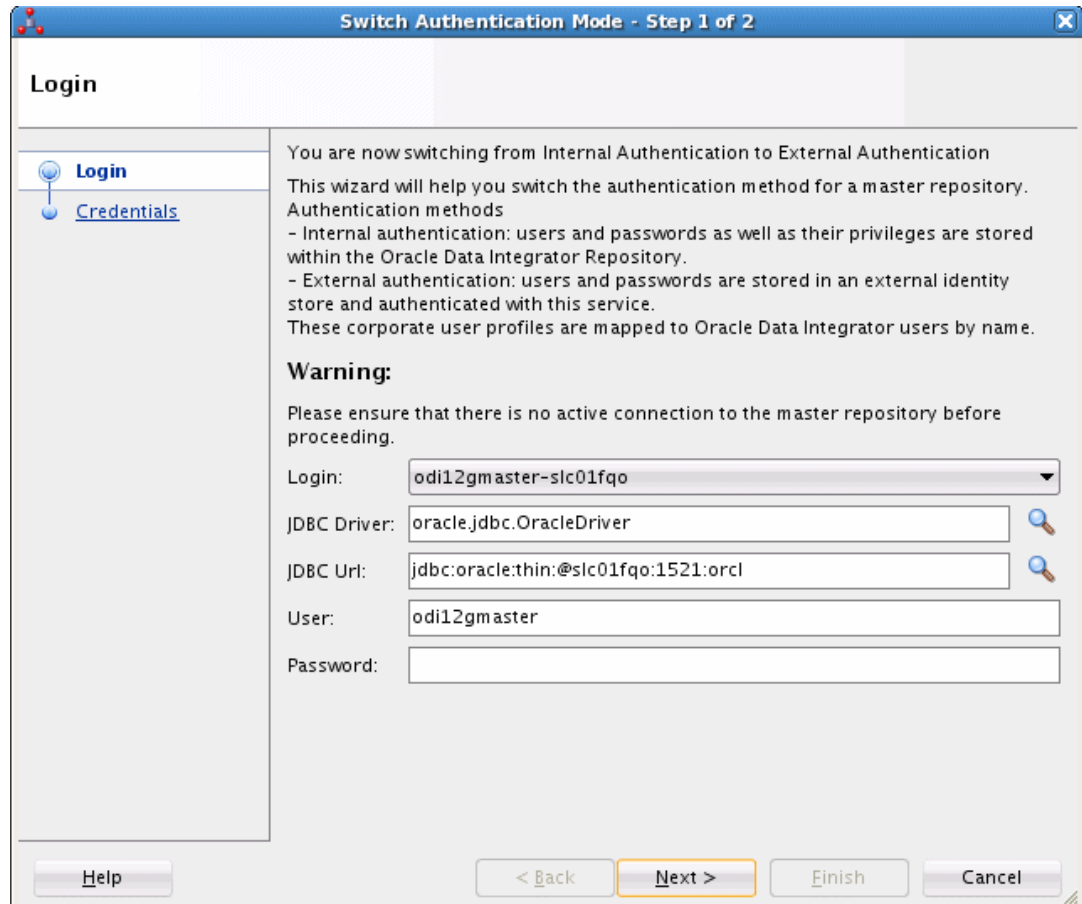 Switch Authentication Mode - Step 1 of 2
Login
Login
Credentials
You are now switching from Internal Authentication to External Authentication
This wizard will help you switch the authentication method for a master repository.
Authentication methods
- Internal authentication: users and passwords as well as their privileges are stored
within the Oracle Data Integrator Repository.
- External authentication: users and passwords are stored in an external identity
store and authenticated with this service.
These corporate user profiles are mapped to Oracle Data Integrator users by name.
Warning:
Please ensure that there is no active connection to the master repository before
proceeding.
Login: odi12gmaster-slc01fqo
JDBC Driver: oracle.jdbc.OracleDriver
JDBC Url: jdbc:oracle:thin:@slc01fqo:1521:orcl
User: odi12gmaster
Password:
Help < Back Next > Finish Cancel